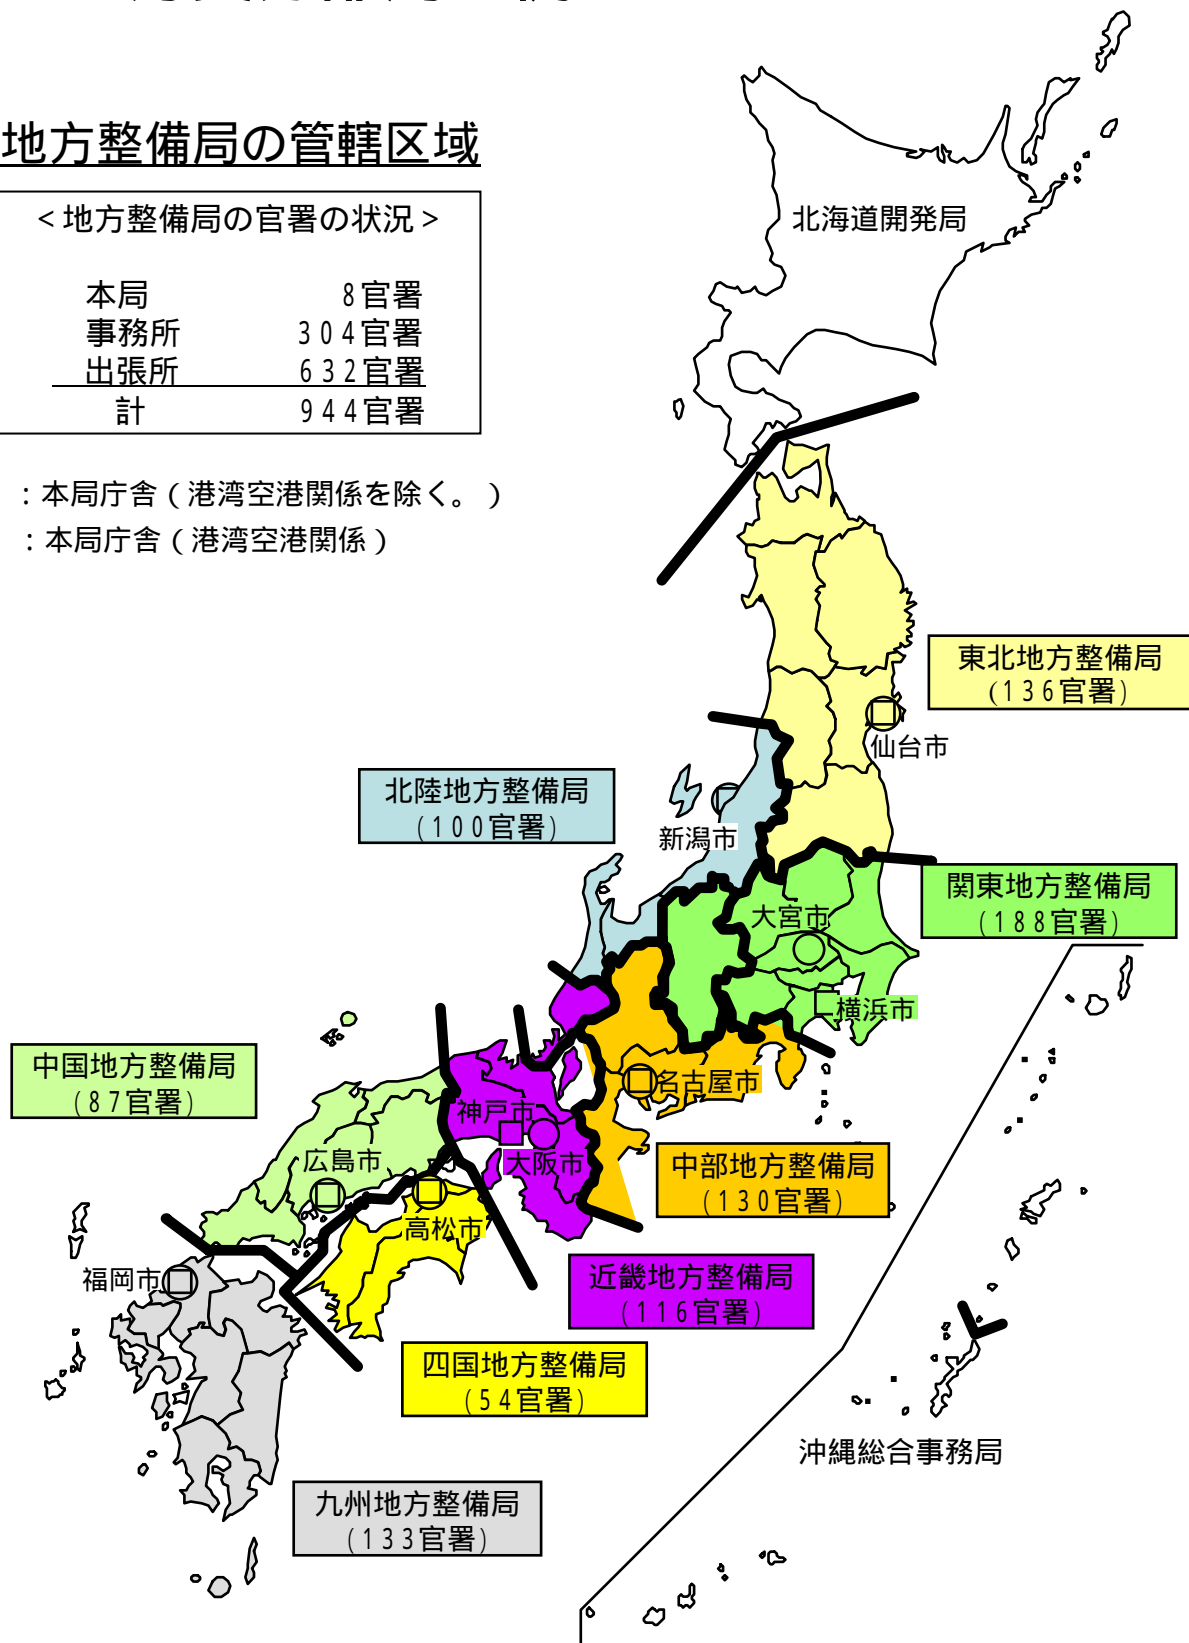 地方整備局の管轄区域
<地方整備局の官署の状況>
本局 8官署
事務所 304官署
出張所 632官署
計 944官署
:本局庁舎(港湾空港関係を除く。)
:本局庁舎(港湾空港関係)
北海道開発局
東北地方整備局
(136官署)
仙台市
北陸地方整備局
(100官署)
新潟市
関東地方整備局
(188官署)
大宮市
横浜市
中国地方整備局
(87官署)
神戸市
名古屋市
広島市
大阪市
中部地方整備局
(130官署)
高松市
福岡市
近畿地方整備局
(116官署)
四国地方整備局
(54官署)
沖縄総合事務局
九州地方整備局
(133官署)